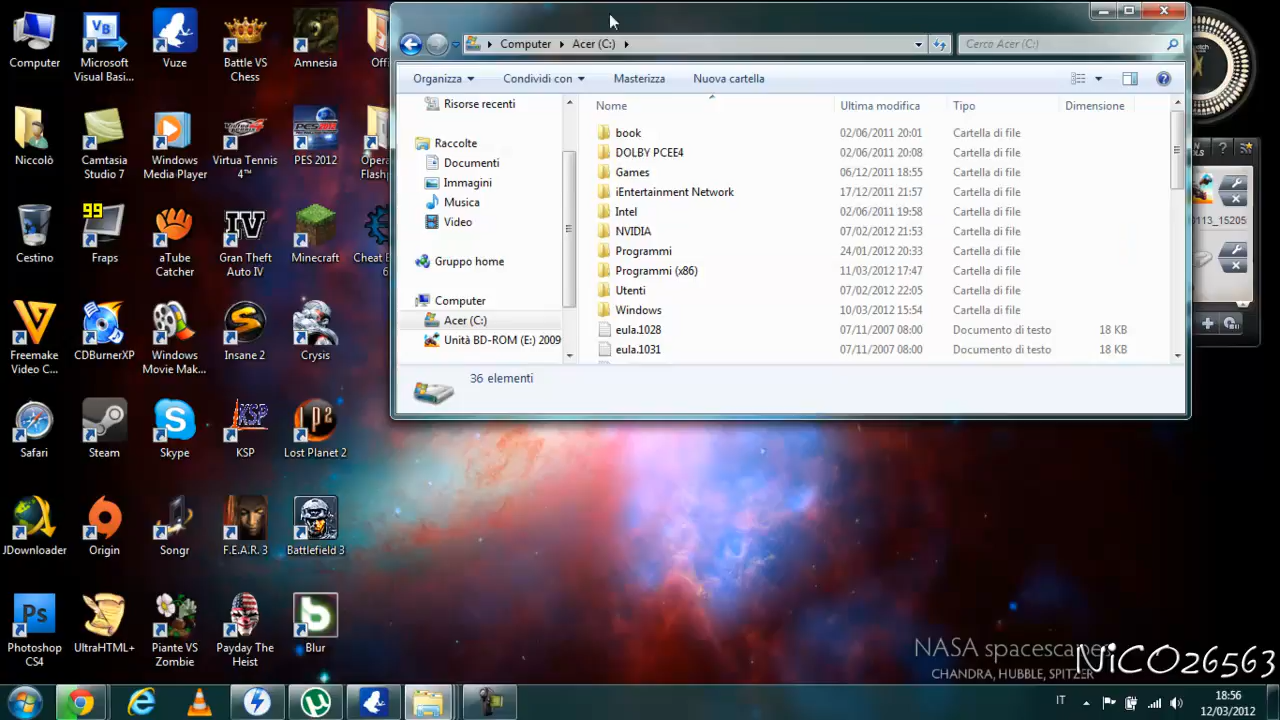 Computer
Microsoft Visual Basi...
Vuze
Battle VS Chess
Amnesia
Offi
Niccolò
Camtasia Studio 7
Windows Media Player
Virtua Tennis 4™
PES 2012
Opera
Flashp
99
Cestino
Fraps
aTube Catcher
Gran Theft Auto IV
Minecraft
Cheat E
6
Freemake Video C...
CDBurnerXP
Windows Movie Mak...
Insane 2
Crysis
Safari
Steam
Skype
KSP
Lost Planet 2
JDownloader
Origin
Songr
F.E.A.R. 3
Battlefield 3
Photoshop CS4
UltraHTML+
Piante VS Zombie
Payday The Heist
Blur
Computer Acer (C:)
Cerca Acer (C:)
Organizza Condividi con Masterizza Nuova cartella
Risorse recenti
Raccolte
Documenti
Immagini
Musica
Video
Gruppo home
Computer
Acer (C:)
Unità BD-ROM (E:) 2009
Nome Ultima modifica Tipo Dimensione
book 02/06/2011 20:01 Cartella di file
DOLBY PCEE4 02/06/2011 20:08 Cartella di file
Games 06/12/2011 18:55 Cartella di file
iEntertainment Network 17/12/2011 21:57 Cartella di file
Intel 02/06/2011 19:58 Cartella di file
NVIDIA 07/02/2012 21:53 Cartella di file
Programmi 24/01/2012 20:33 Cartella di file
Programmi (x86) 11/03/2012 17:47 Cartella di file
Utenti 07/02/2012 22:05 Cartella di file
Windows 10/03/2012 15:54 Cartella di file
eula.1028 07/11/2007 08:00 Documento di testo 18 KB
eula.1031 07/11/2007 08:00 Documento di testo 18 KB
36 elementi
0113_15205
NASA spacescapes
CHANDRA, HUBBLE, SPITZER
NiCO26563
IT
18:56
12/03/2012